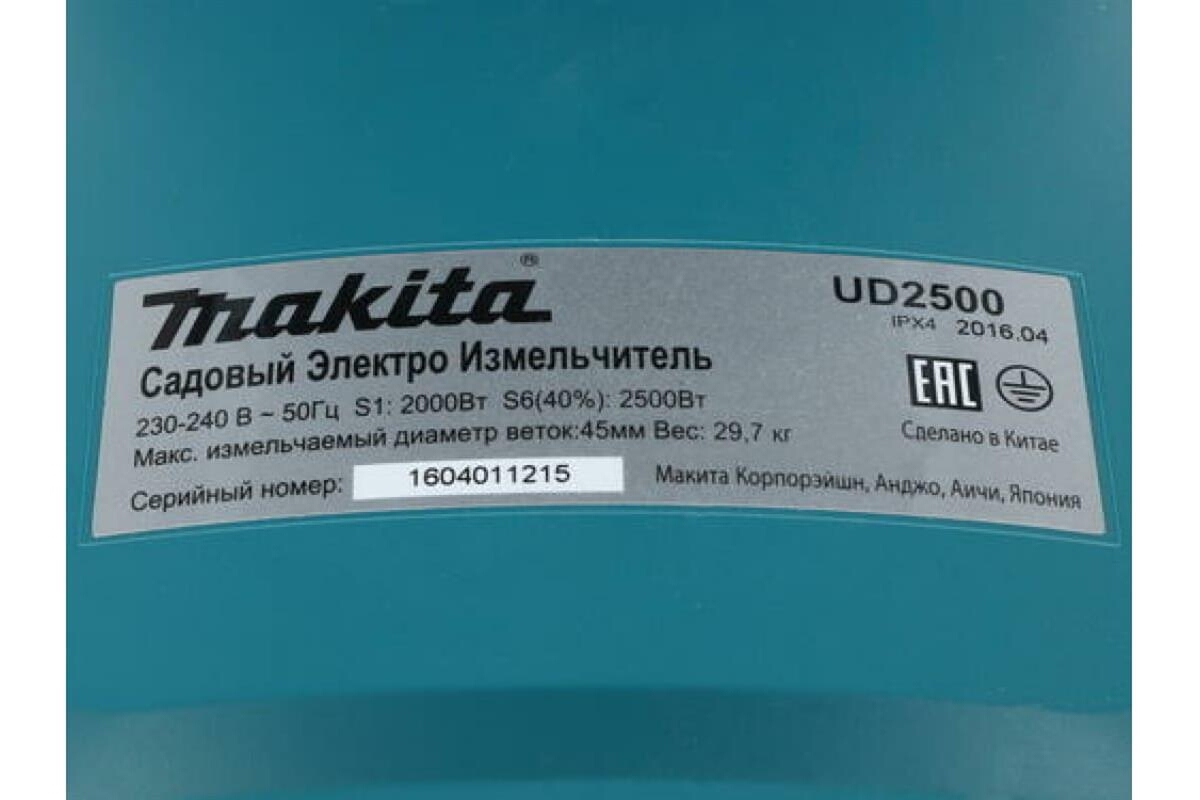 makita®
UD2500
IPX4 2016.04
Садовый Электро Измельчитель
EAC
230-240 В ~ 50Гц S1: 2000Вт S6(40%): 2500Вт
Сделано в Китае
Макс. измельчаемый диаметр веток:45мм Вес: 29,7 кг
Серийный номер: 1604011215
Макита Корпорэйшн, Анджо, Аичи, Япония